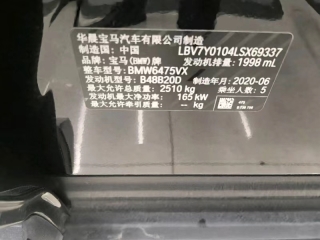 华晨宝马汽车有限公司制造
制造国：中国 LBV7Y0104LSX69337
品牌：宝马(BMW)牌 发动机排量：1998 mL
整车型号：BMW6475VX
发动机型号：B48B20D 制造年月：2020-06
最大允许总质量：2510 kg 乘坐人数：5
发动机最大净功率：165 kW
最大允许牵引质量：-- kg